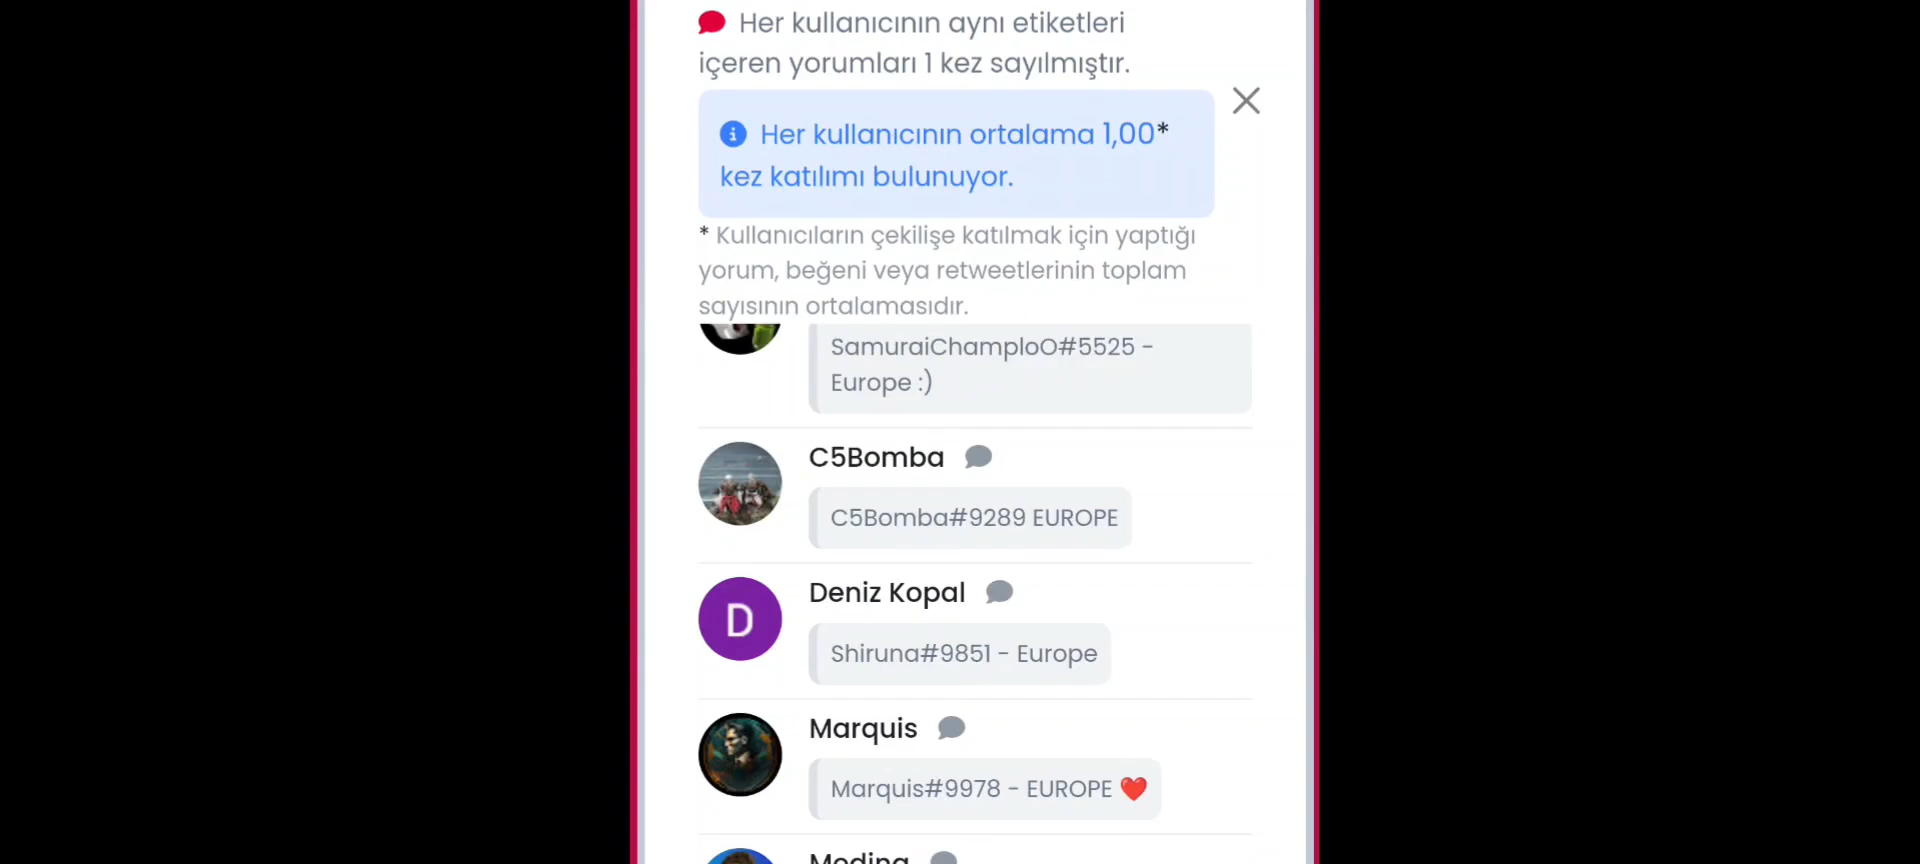 Her kullanıcının aynı etiketleri
içeren yorumları 1 kez sayılmıştır.
Her kullanıcının ortalama 1,00*
kez katılımı bulunuyor.
* Kullanıcıların çekilişe katılmak için yaptığı
yorum, beğeni veya retweetlerinin toplam
sayısının ortalamasıdır.
SamuraiChamploO#5525 -
Europe :)
C5Bomba
C5Bomba#9289 EUROPE
D
Deniz Kopal
Shiruna#9851 - Europe
Marquis
Marquis#9978 - EUROPE ❤️